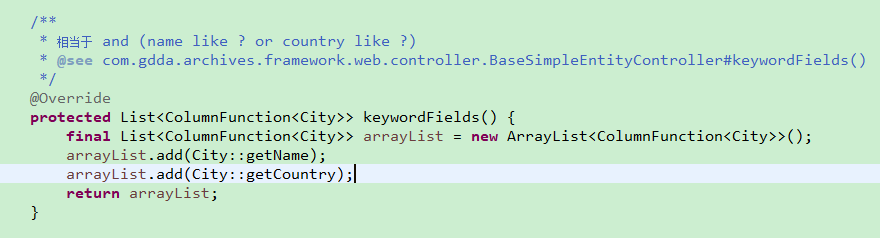 /**
 * 相当于 and (name like ? or country like ?)
 * @see com.gdda.archives.framework.web.controller.BaseSimpleEntityController#keywordFields()
 */
@Override
protected List<ColumnFunction<City>> keywordFields() {
    final List<ColumnFunction<City>> arrayList = new ArrayList<ColumnFunction<City>>();
    arrayList.add(City::getName);
    arrayList.add(City::getCountry);
    return arrayList;
}